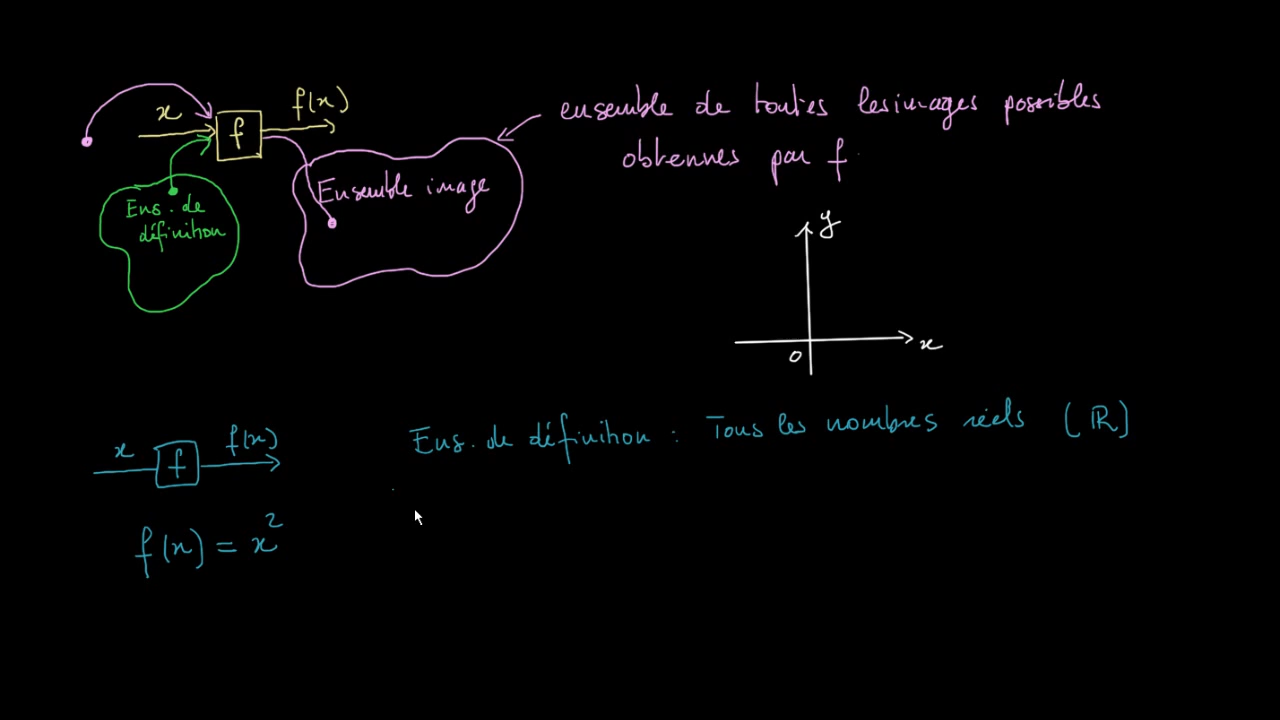 x
f
f(x)
Ens. de
définition
Ensemble image
ensemble de toutes les images possibles
obtenues par f
y
x
0
x
f
f(x)
Ens. de définition : Tous les nombres réels (ℝ)
f(x) = x²